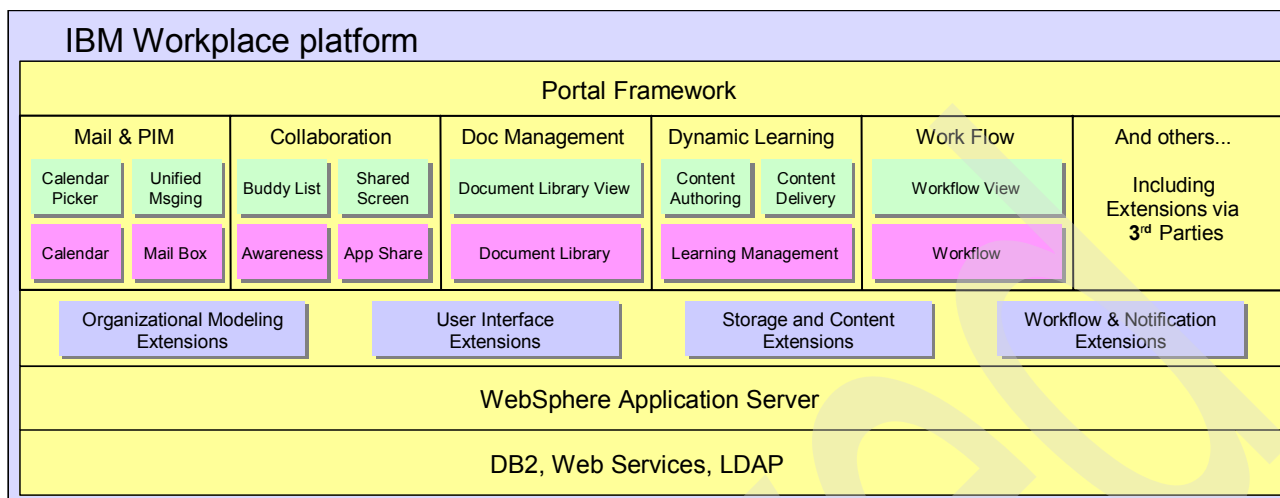 IBM Workplace platform
Portal Framework
Mail & PIM
Calendar
Picker
Unified
Msging
Calendar
Mail Box
Collaboration
Buddy List
Shared
Screen
Awareness
App Share
Doc Management
Document Library View
Document Library
Dynamic Learning
Content
Authoring
Content
Delivery
Learning Management
Work Flow
Workflow View
Workflow
And others...
Including
Extensions via
3rd Parties
Organizational Modeling
Extensions
User Interface
Extensions
Storage and Content
Extensions
Workflow & Notification
Extensions
WebSphere Application Server
DB2, Web Services, LDAP